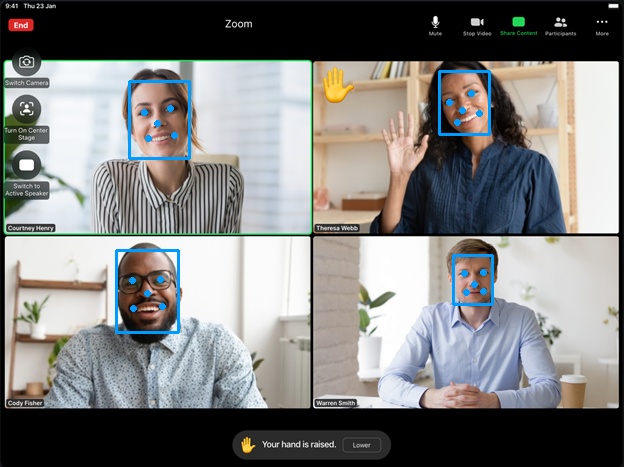 9:41 Thu 23 Jan
End
Zoom
Mute
Stop Video
Share Content
Participants
More
Switch Camera
Turn On Center
Stage
Switch to
Active Speaker
Courtney Henry
Theresa Webb
Cody Fisher
Warren Smith
Your hand is raised.
Lower